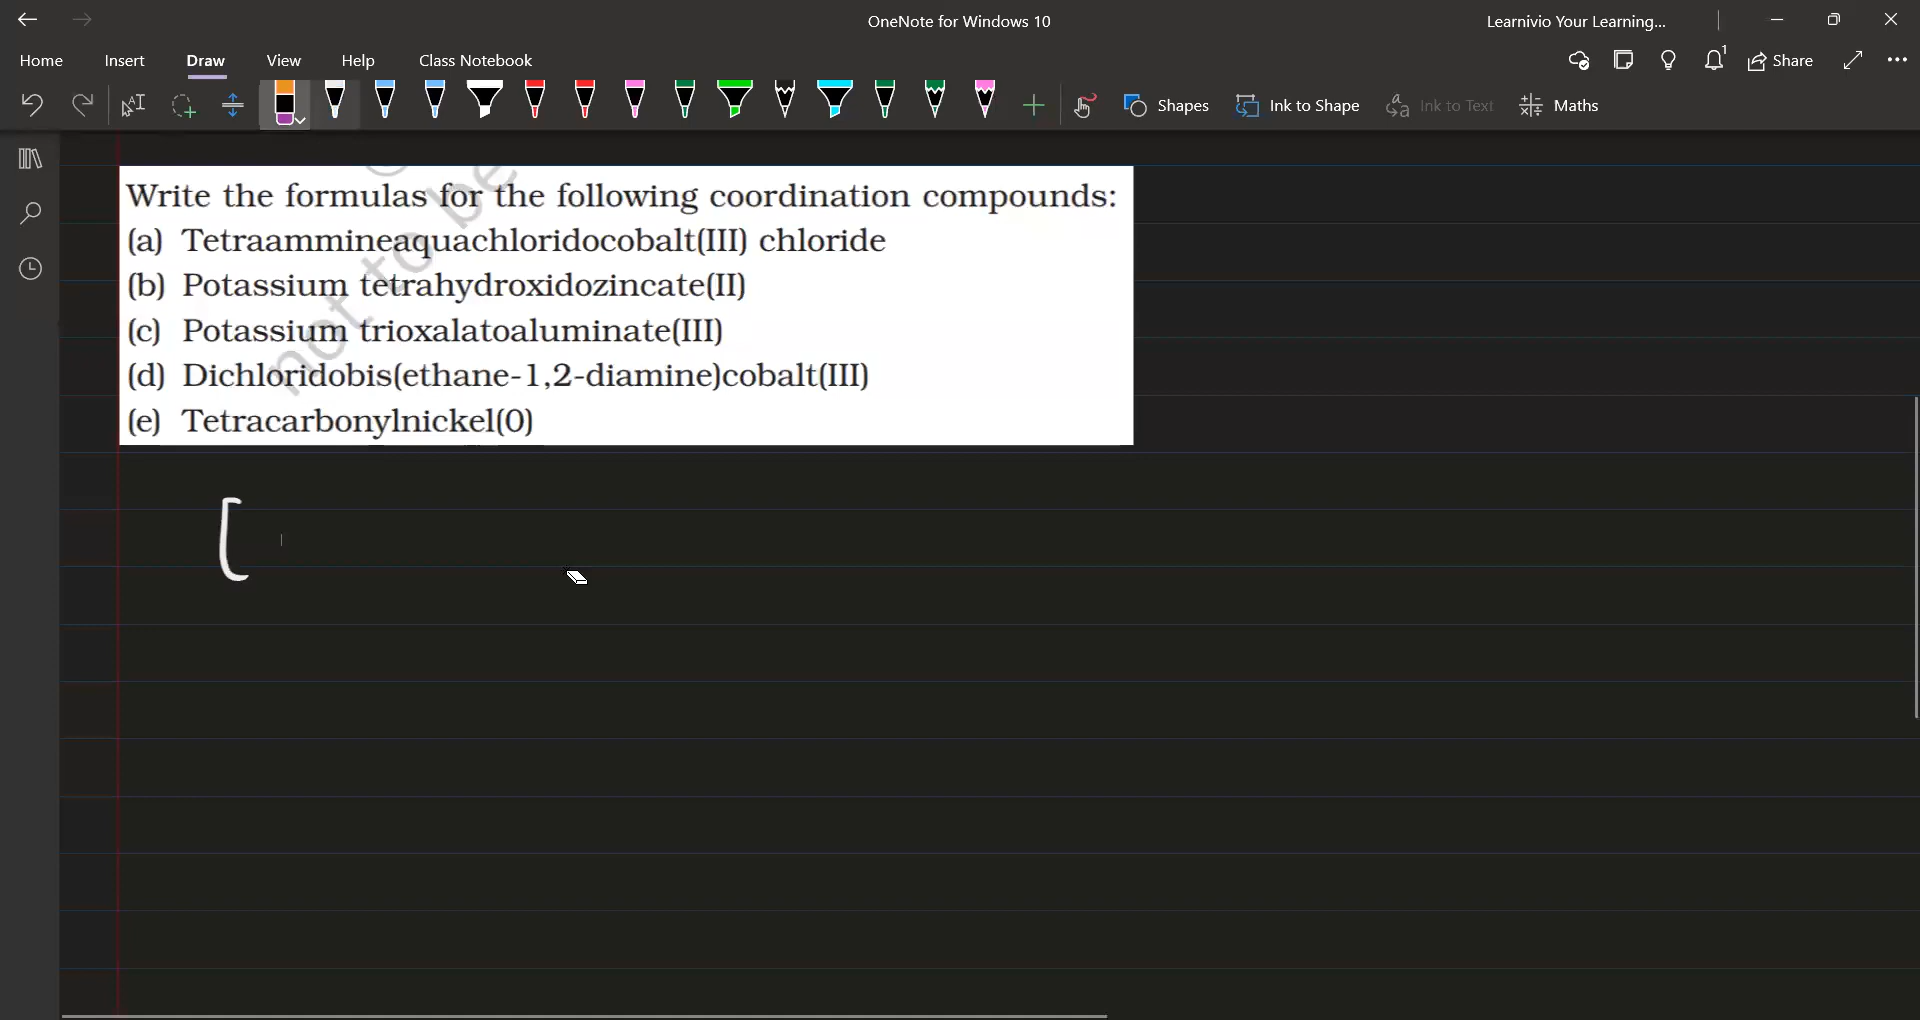 OneNote for Windows 10
Learnivio Your Learning...
Home Insert Draw View Help Class Notebook
1
Share
Shapes Ink to Shape Ink to Text Maths
Write the formulas for the following coordination compounds:
(a) Tetraammineaquachloridocobalt(III) chloride
(b) Potassium tetrahydroxidozincate(II)
(c) Potassium trioxalatoaluminate(III)
(d) Dichloridobis(ethane-1,2-diamine)cobalt(III)
(e) Tetracarbonylnickel(0)
not to be
[